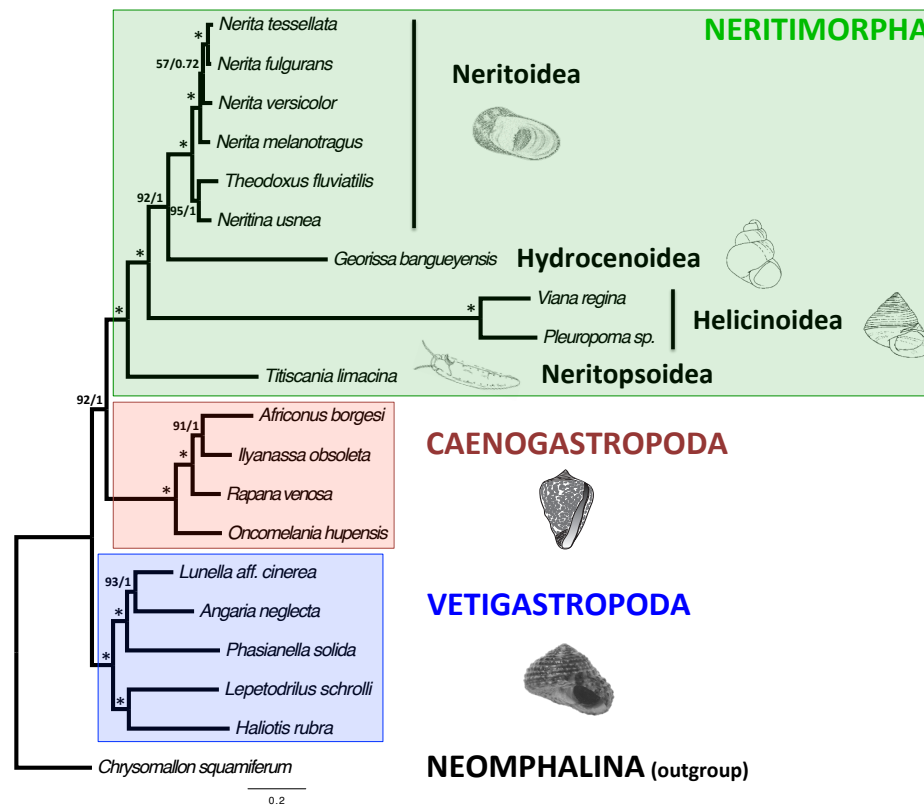 NERITIMORPHA
Nerita tessellata
*
57/0.72
Nerita fulgurans
Neritoidea
Nerita versicolor
*
Nerita melanotragus
*
Theodoxus fluviatilis
92/1
95/1
Neritina usnea
*
Georissa bangueyensis
Hydrocenoidea
Viana regina
*
*
Helicinoidea
Pleuropoma sp.
Titiscania limacina
Neritopsoidea
92/1
Africonus borgesi
91/1
CAENOGASTROPODA
Ilyanassa obsoleta
*
*
Rapana venosa
Oncomelania hupensis
Lunella aff. cinerea
93/1
Angaria neglecta
VETIGASTROPODA
*
Phasianella solida
*
Lepetodrilus schrolli
*
Haliotis rubra
Chrysomallon squamiferum
NEOMPHALINA (outgroup)
0.2